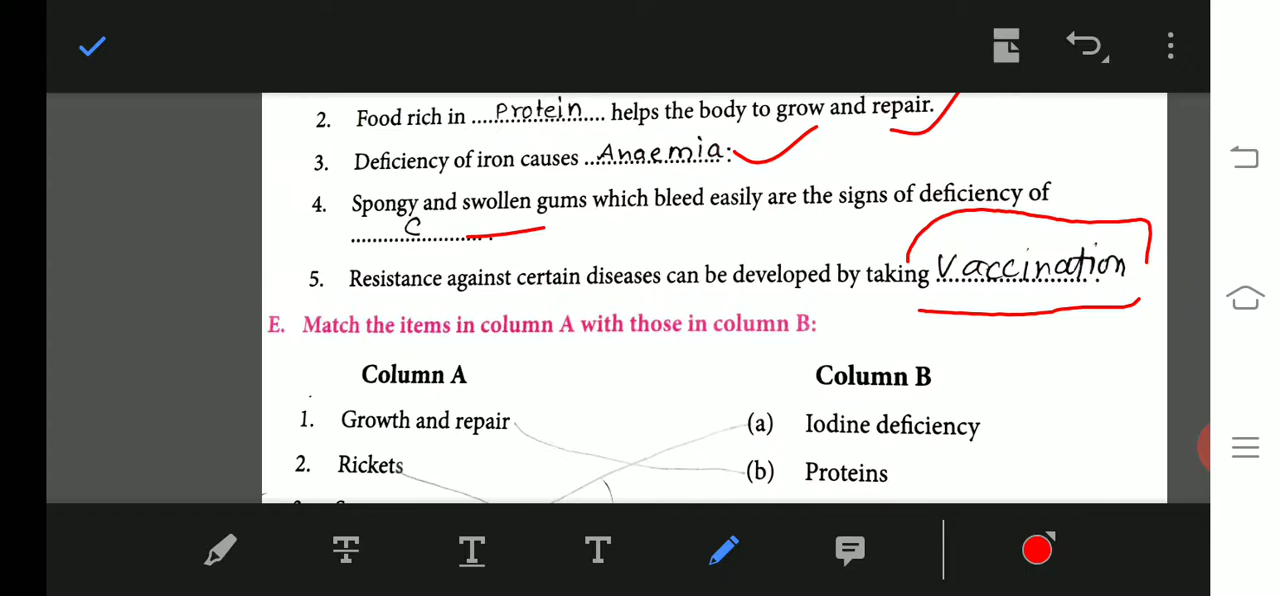 2. Food rich in ....Protein.... helps the body to grow and repair.
3. Deficiency of iron causes ..Anaemia:
4. Spongy and swollen gums which bleed easily are the signs of deficiency of
..........C..............
5. Resistance against certain diseases can be developed by taking Vaccination
E. Match the items in column A with those in column B:
Column A Column B
1. Growth and repair (a) Iodine deficiency
2. Rickets (b) Proteins